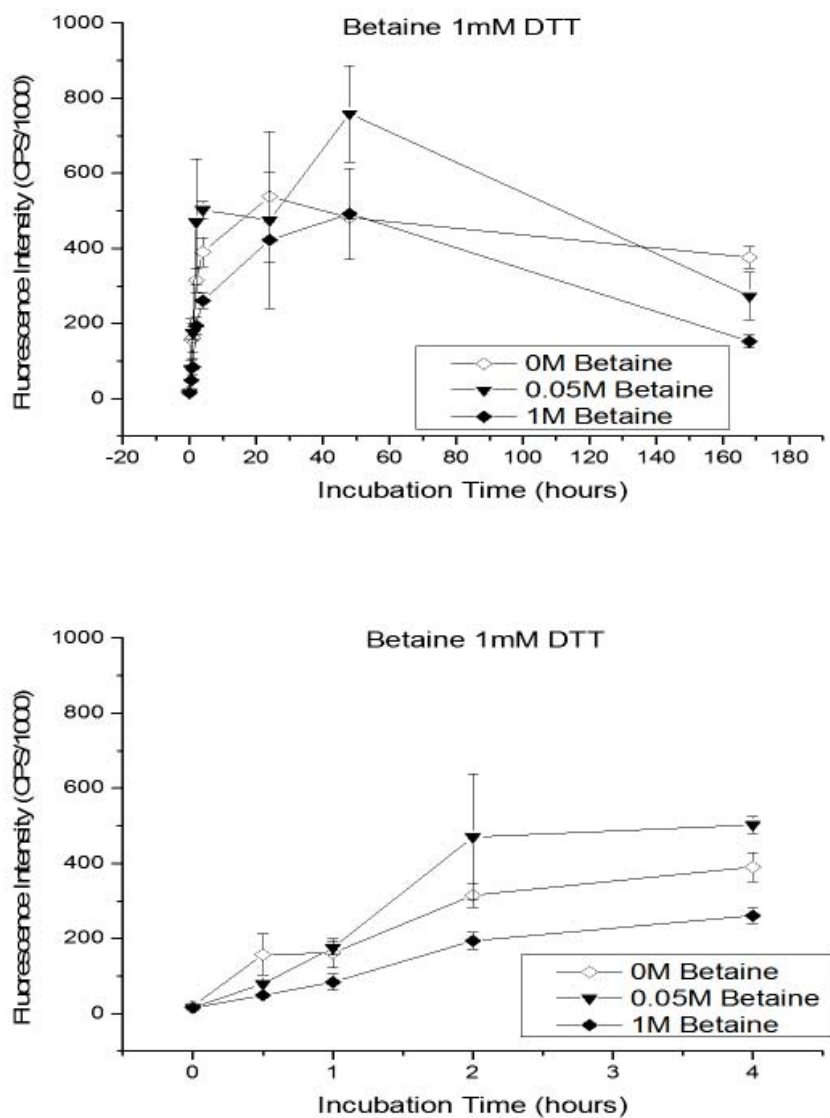 Betaine 1mM DTT
1000
800
600
400
200
0
Fluorescence Intensity (CPS/1000)
0M Betaine
0.05M Betaine
1M Betaine
-20 0 20 40 60 80 100 120 140 160 180
Incubation Time (hours)
Betaine 1mM DTT
1000
800
600
400
200
0
Fluorescence Intensity (CPS/1000)
0M Betaine
0.05M Betaine
1M Betaine
0 1 2 3 4
Incubation Time (hours)